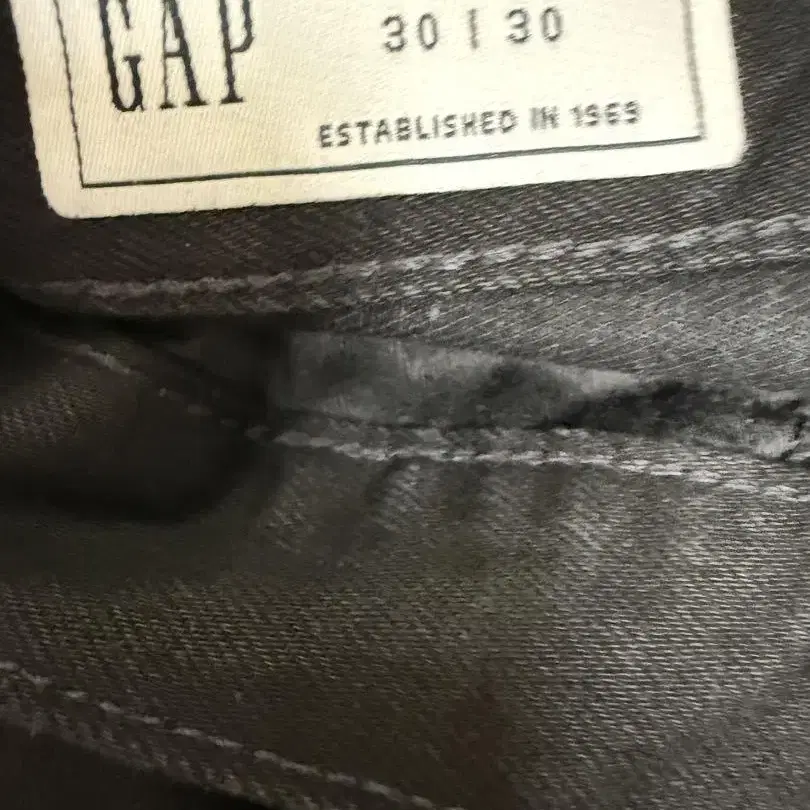 GAP
30 | 30
ESTABLISHED IN 1969